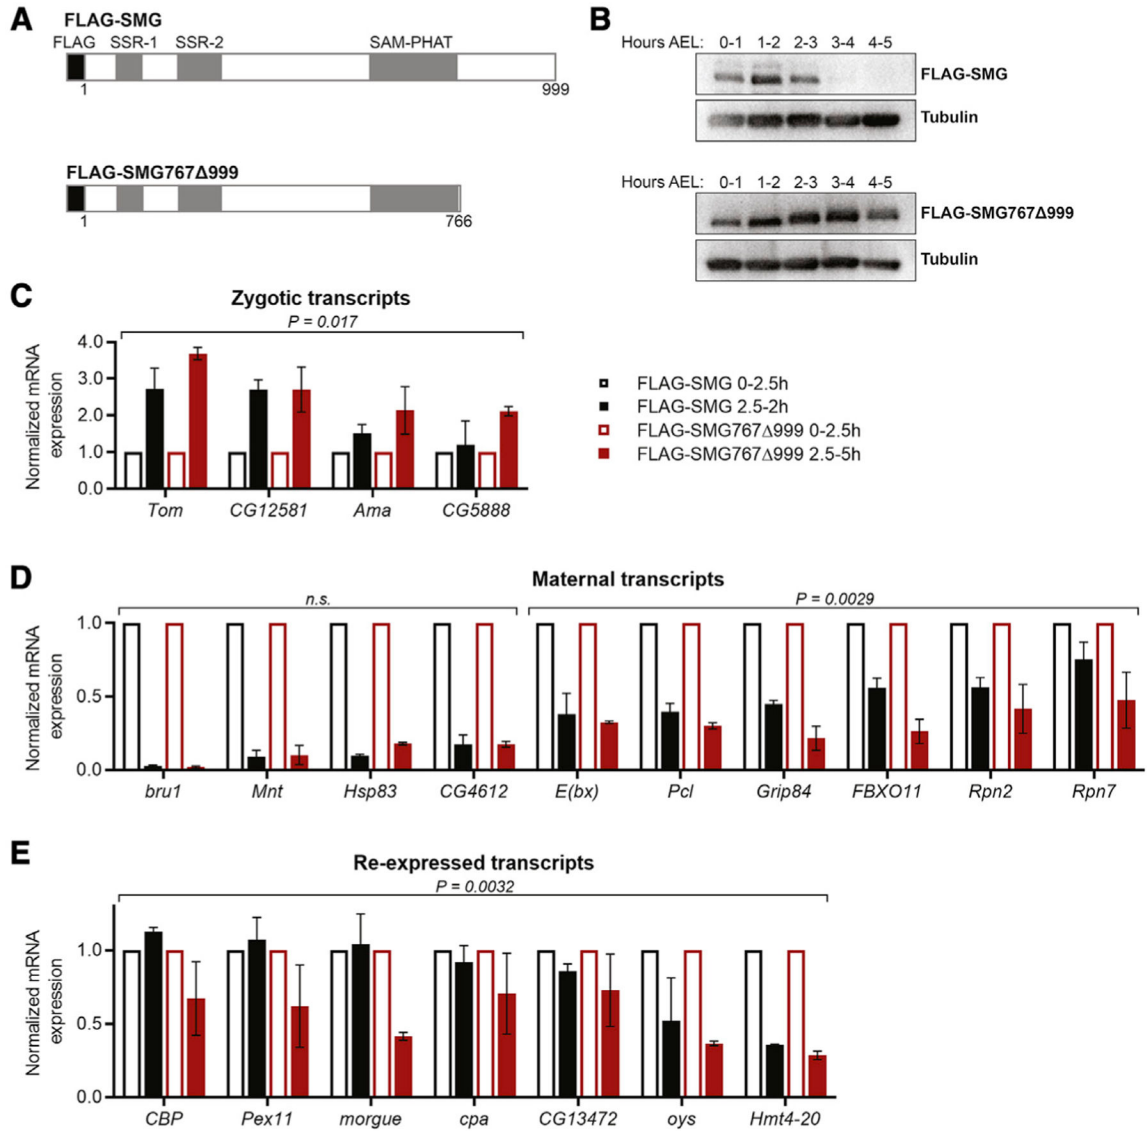 A
FLAG-SMG
FLAG SSR-1 SSR-2 SAM-PHAT
1 999
FLAG-SMG767Δ999
1 766
B
Hours AEL: 0-1 1-2 2-3 3-4 4-5
FLAG-SMG
Tubulin
Hours AEL: 0-1 1-2 2-3 3-4 4-5
FLAG-SMG767Δ999
Tubulin
C
Zygotic transcripts
P = 0.017
Normalized mRNA
expression
4.0
3.0
2.0
1.0
0.0
Tom CG12581 Ama CG5888
FLAG-SMG 0-2.5h
FLAG-SMG 2.5-2h
FLAG-SMG767Δ999 0-2.5h
FLAG-SMG767Δ999 2.5-5h
D
Maternal transcripts
n.s. P = 0.0029
Normalized mRNA
expression
1.0
0.5
0.0
bru1 Mnt Hsp83 CG4612 E(bx) Pcl Grip84 FBXO11 Rpn2 Rpn7
E
Re-expressed transcripts
P = 0.0032
Normalized mRNA
expression
1.0
0.5
0.0
CBP Pex11 morgue cpa CG13472 oys Hmt4-20